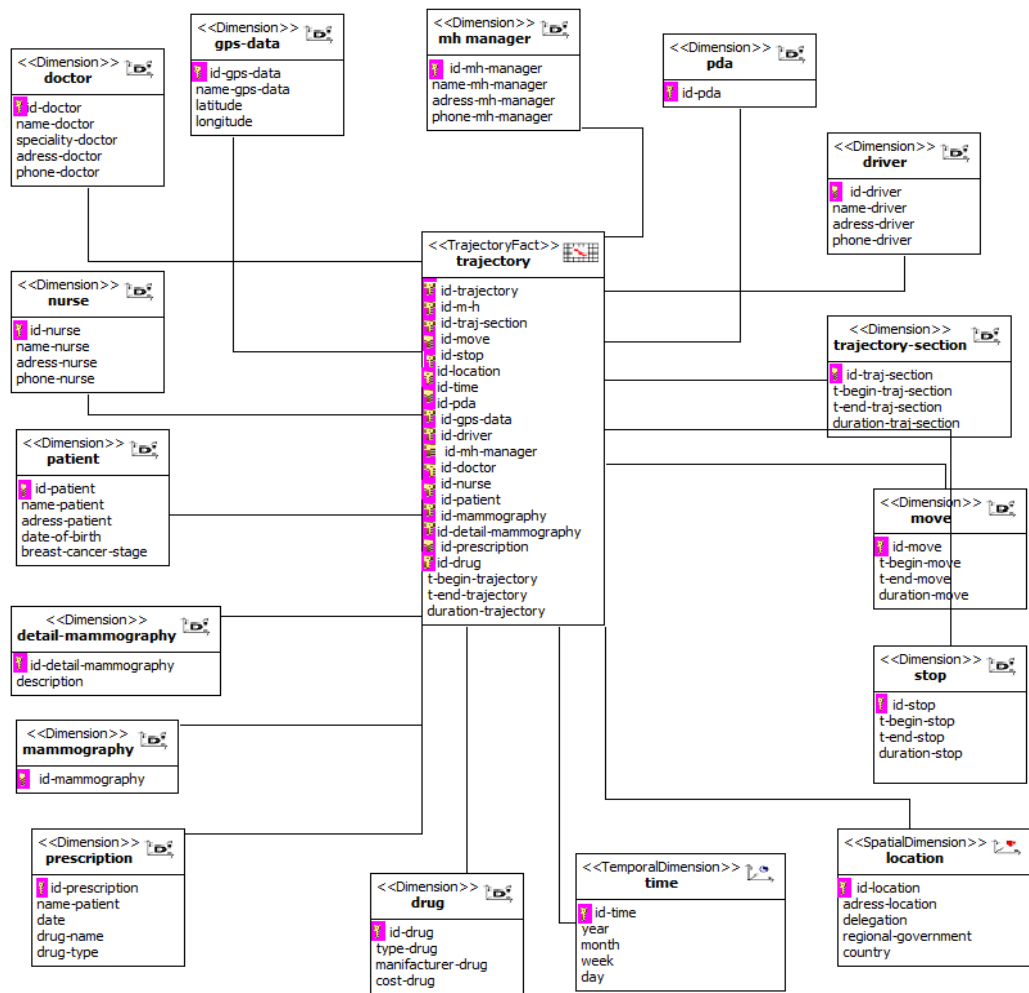 <<Dimension>>
doctor
id-doctor
name-doctor
speciality-doctor
adress-doctor
phone-doctor
<<Dimension>>
gps-data
id-gps-data
name-gps-data
latitude
longitude
<<Dimension>>
mh manager
id-mh-manager
name-mh-manager
adress-mh-manager
phone-mh-manager
<<Dimension>>
pda
id-pda
<<Dimension>>
driver
id-driver
name-driver
adress-driver
phone-driver
<<TrajectoryFact>>
trajectory
id-trajectory
id-m-h
id-traj-section
id-move
id-stop
id-location
id-time
id-pda
id-gps-data
id-driver
id-mh-manager
id-doctor
id-nurse
id-patient
id-mammography
id-detail-mammography
id-prescription
id-drug
t-begin-trajectory
t-end-trajectory
duration-trajectory
<<Dimension>>
nurse
id-nurse
name-nurse
adress-nurse
phone-nurse
<<Dimension>>
trajectory-section
id-traj-section
t-begin-traj-section
t-end-traj-section
duration-traj-section
<<Dimension>>
patient
id-patient
name-patient
adress-patient
date-of-birth
breast-cancer-stage
<<Dimension>>
move
id-move
t-begin-move
t-end-move
duration-move
<<Dimension>>
detail-mammography
id-detail-mammography
description
<<Dimension>>
stop
id-stop
t-begin-stop
t-end-stop
duration-stop
<<Dimension>>
mammography
id-mammography
<<Dimension>>
prescription
id-prescription
name-patient
date
drug-name
drug-type
<<Dimension>>
drug
id-drug
type-drug
manifacturer-drug
cost-drug
<<TemporalDimension>>
time
id-time
year
month
week
day
<<SpatialDimension>>
location
id-location
adress-location
delegation
regional-government
country